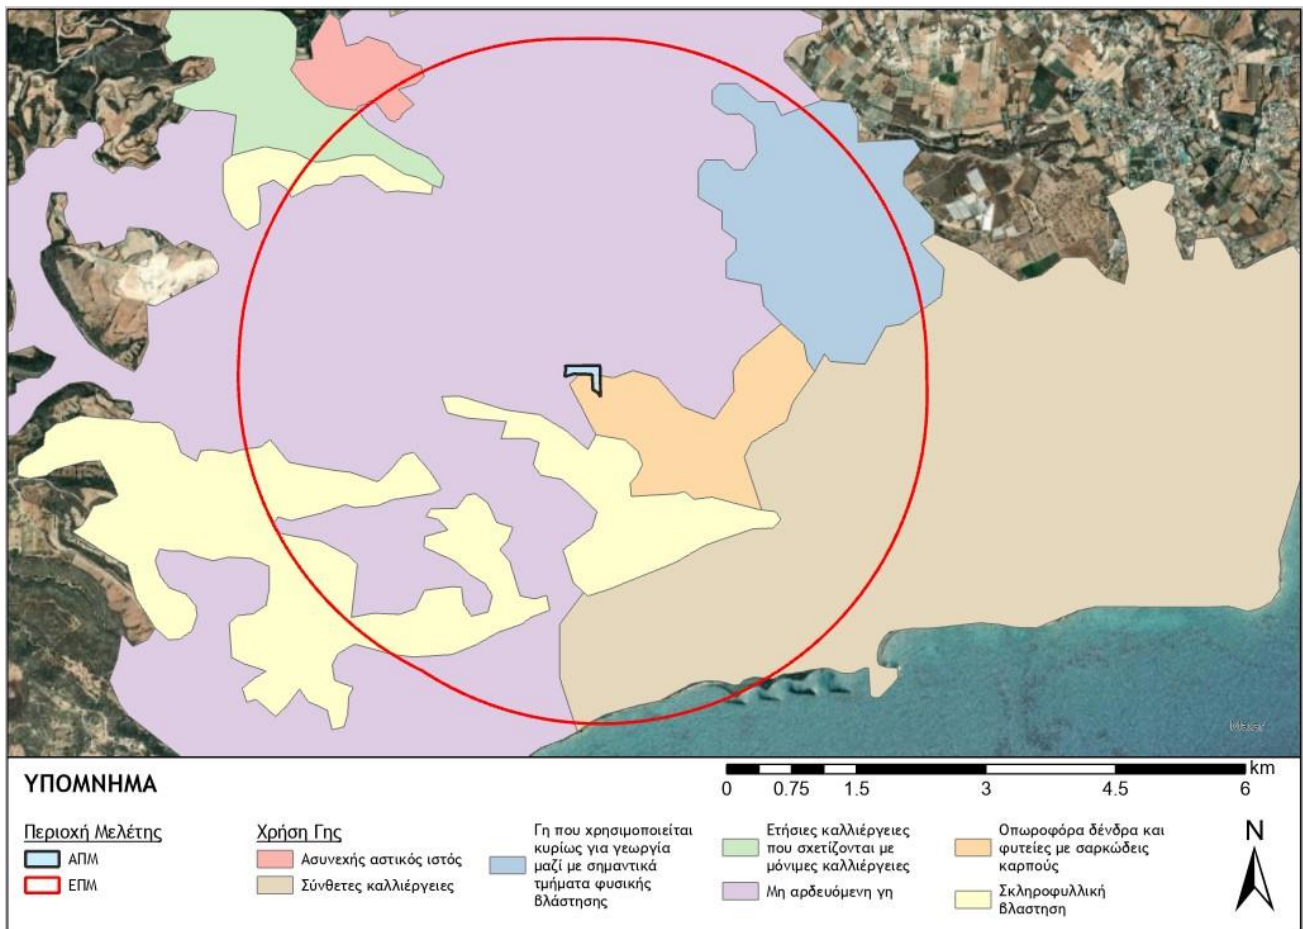 Maxar
ΥΠΟΜΝΗΜΑ
km
0 0.75 1.5 3 4.5 6
Περιοχή Μελέτης
ΑΠΜ
ΕΠΜ
Χρήση Γης
Ασυνεχής αστικός ιστός
Σύνθετες καλλιέργειες
Γη που χρησιμοποιείται
κυρίως για γεωργία
μαζί με σημαντικά
τμήματα φυσικής
βλάστησης
Ετήσιες καλλιέργειες
που σχετίζονται με
μόνιμες καλλιέργειες
Μη αρδευόμενη γη
Οπωροφόρα δένδρα και
φυτείες με σαρκώδεις
καρπούς
Σκληροφυλλική
βλαστηση
N